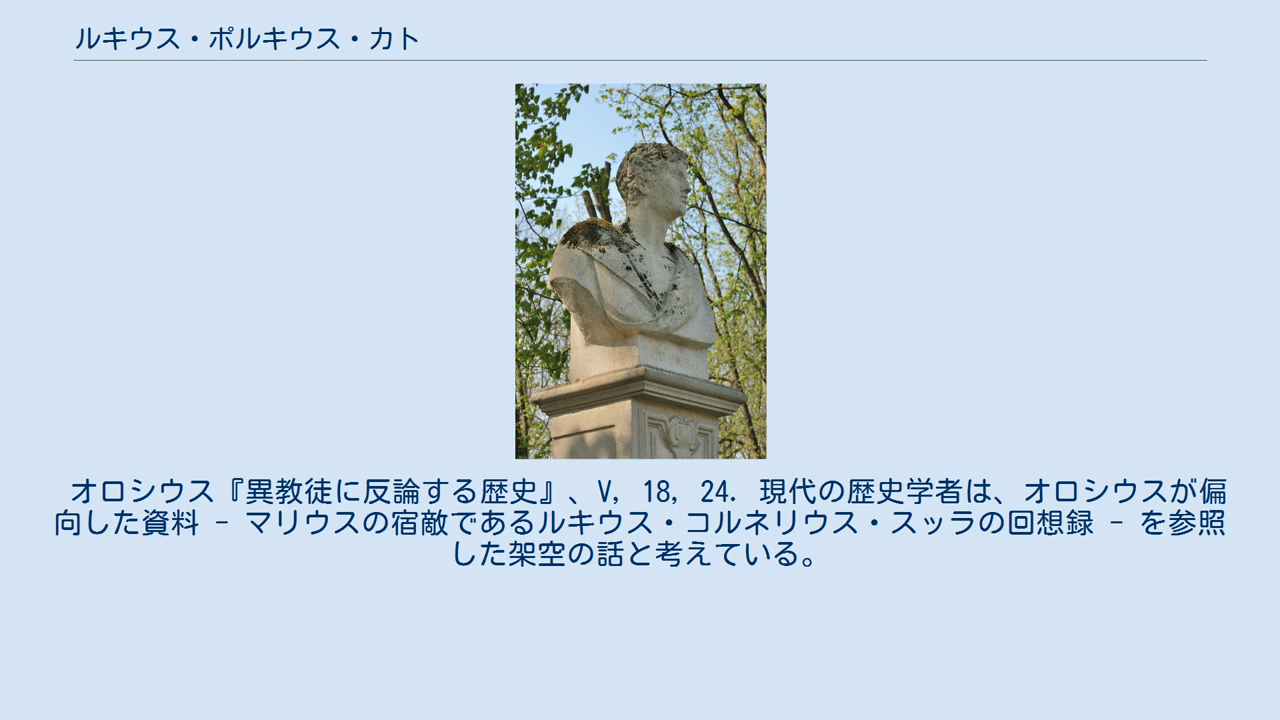 ルキウス・ポルキウス・カト
オロシウス『異教徒に反論する歴史』、V, 18, 24. 現代の歴史学者は、オロシウスが偏
向した資料 - マリウスの宿敵であるルキウス・コルネリウス・スッラの回想録 - を参照
した架空の話と考えている。